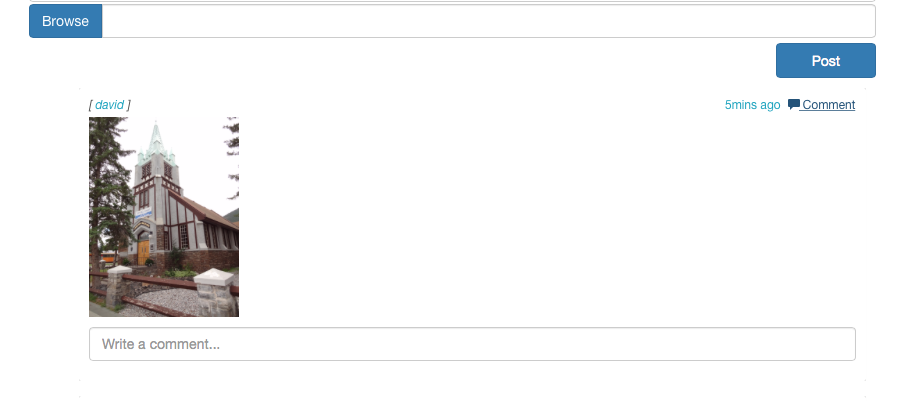 Browse
Post
[ david ]
5mins ago Comment
Write a comment...